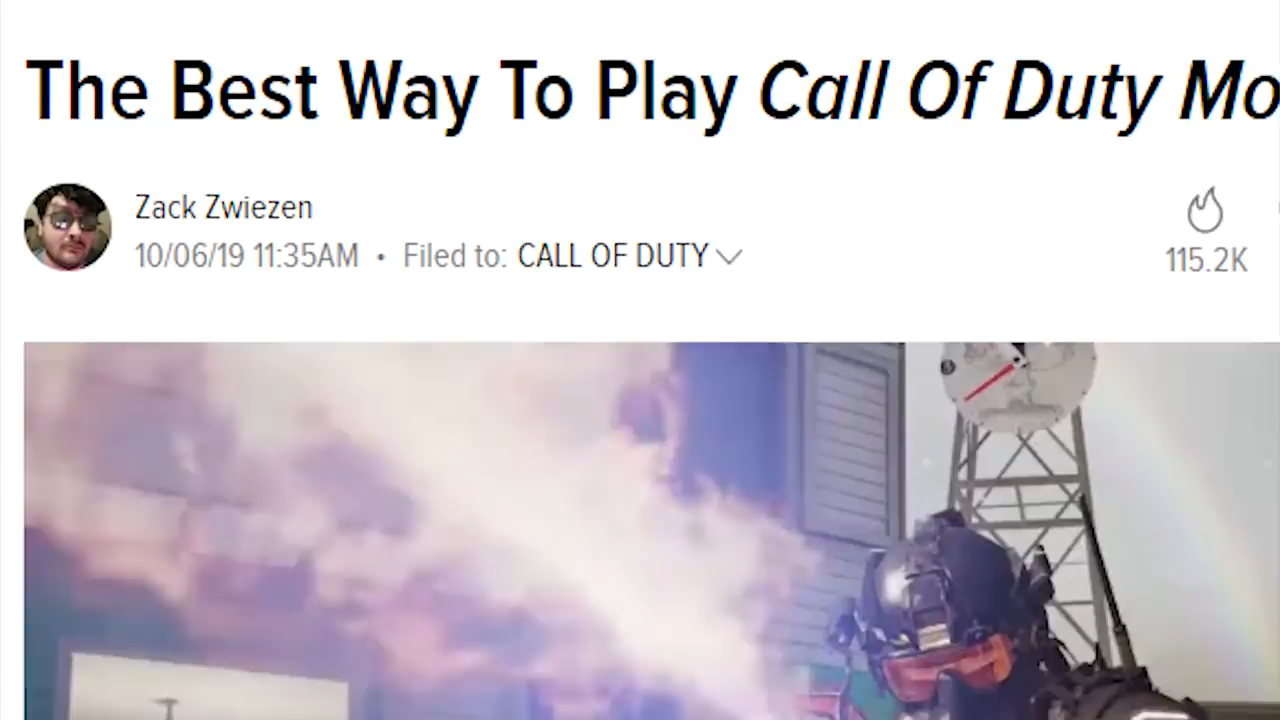 The Best Way To Play Call Of Duty Mo
Zack Zwiezen
10/06/19 11:35AM • Filed to: CALL OF DUTY
115.2K